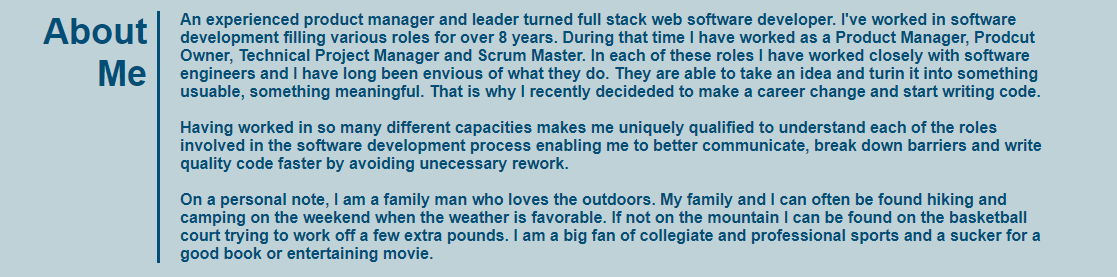 About
Me
An experienced product manager and leader turned full stack web software developer. I've worked in software
development filling various roles for over 8 years. During that time I have worked as a Product Manager, Prodcut
Owner, Technical Project Manager and Scrum Master. In each of these roles I have worked closely with software
engineers and I have long been envious of what they do. They are able to take an idea and turin it into something
usuable, something meaningful. That is why I recently decideded to make a career change and start writing code.
Having worked in so many different capacities makes me uniquely qualified to understand each of the roles
involved in the software development process enabling me to better communicate, break down barriers and write
quality code faster by avoiding unecessary rework.
On a personal note, I am a family man who loves the outdoors. My family and I can often be found hiking and
camping on the weekend when the weather is favorable. If not on the mountain I can be found on the basketball
court trying to work off a few extra pounds. I am a big fan of collegiate and professional sports and a sucker for a
good book or entertaining movie.